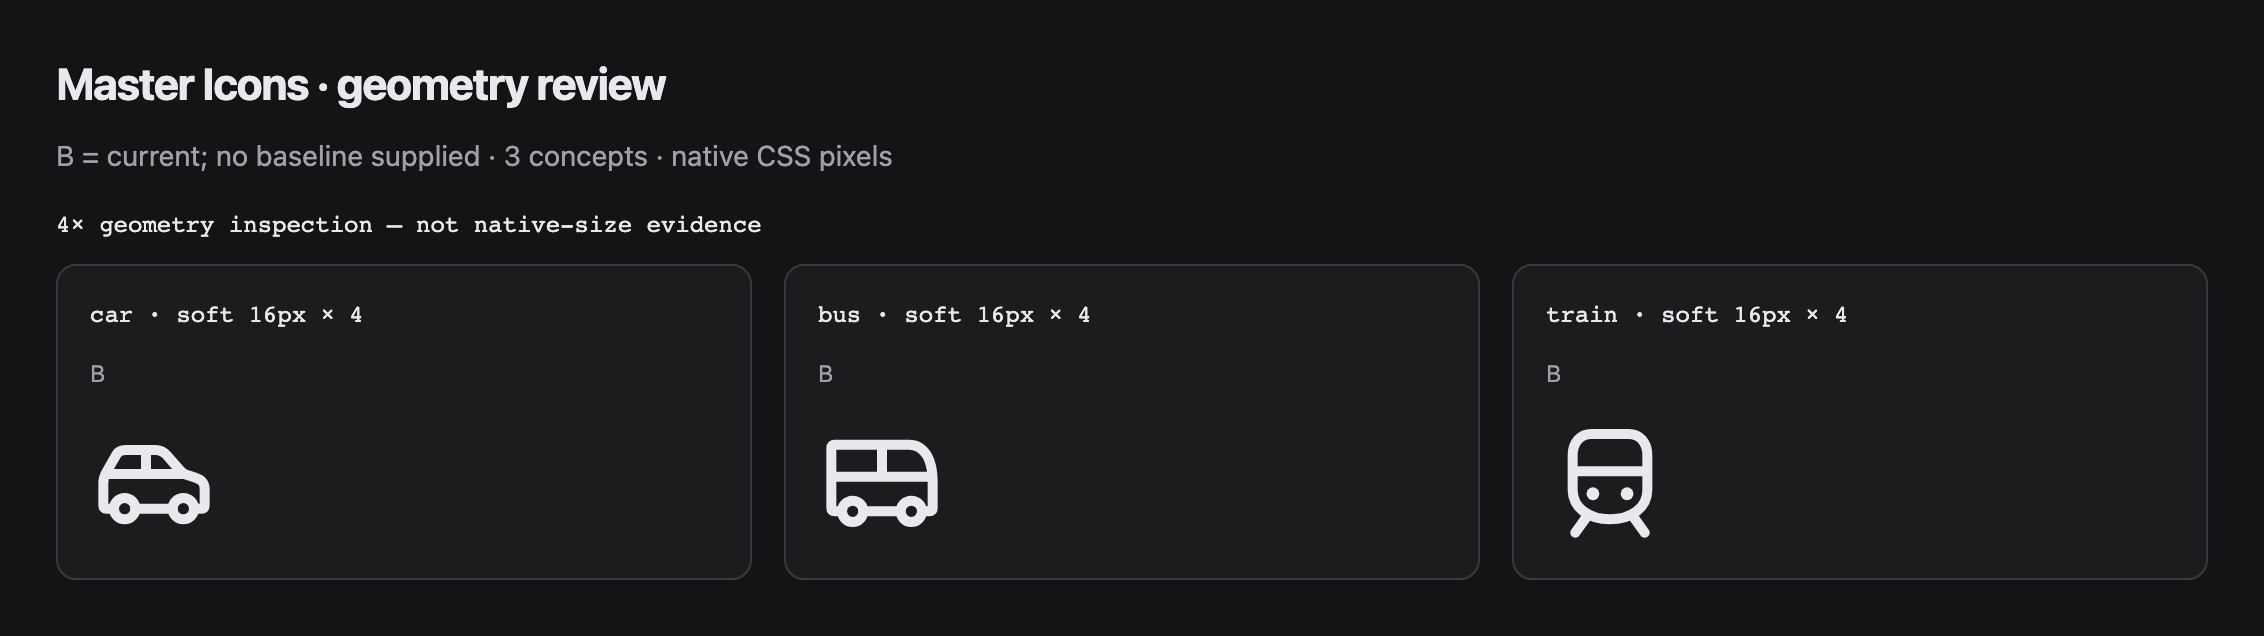 Master Icons · geometry review
B = current; no baseline supplied · 3 concepts · native CSS pixels
4× geometry inspection — not native-size evidence
car · soft 16px × 4
B
bus · soft 16px × 4
B
train · soft 16px × 4
B